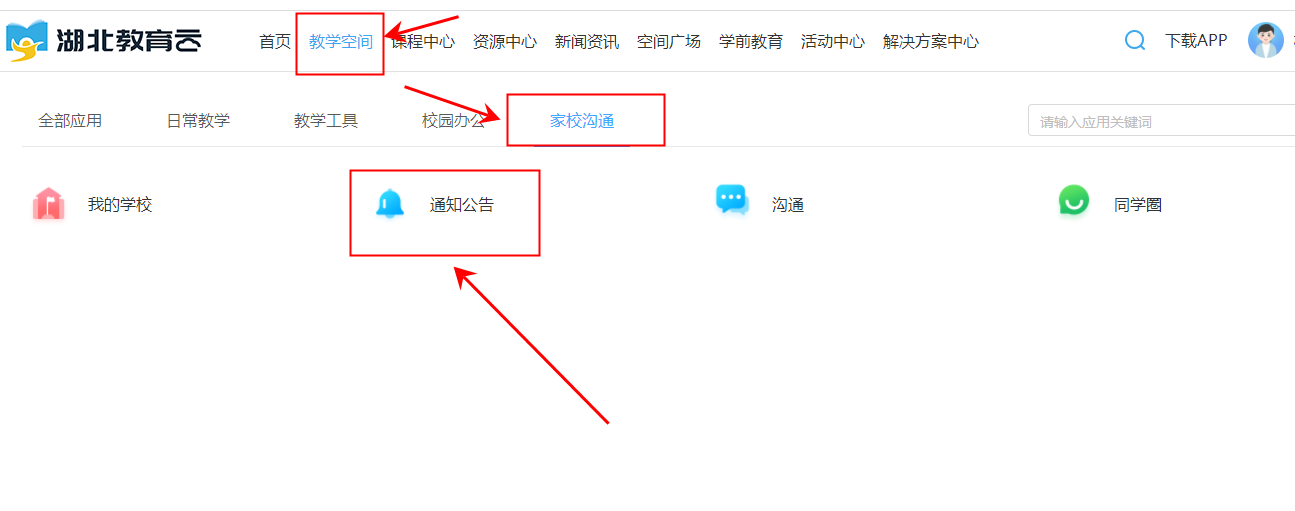 湖北教育云 首页 教学空间 课程中心 资源中心 新闻资讯 空间广场 学前教育 活动中心 解决方案中心 下载APP
全部应用 日常教学 教学工具 校园办公 家校沟通 请输入应用关键词
我的学校 通知公告 沟通 同学圈